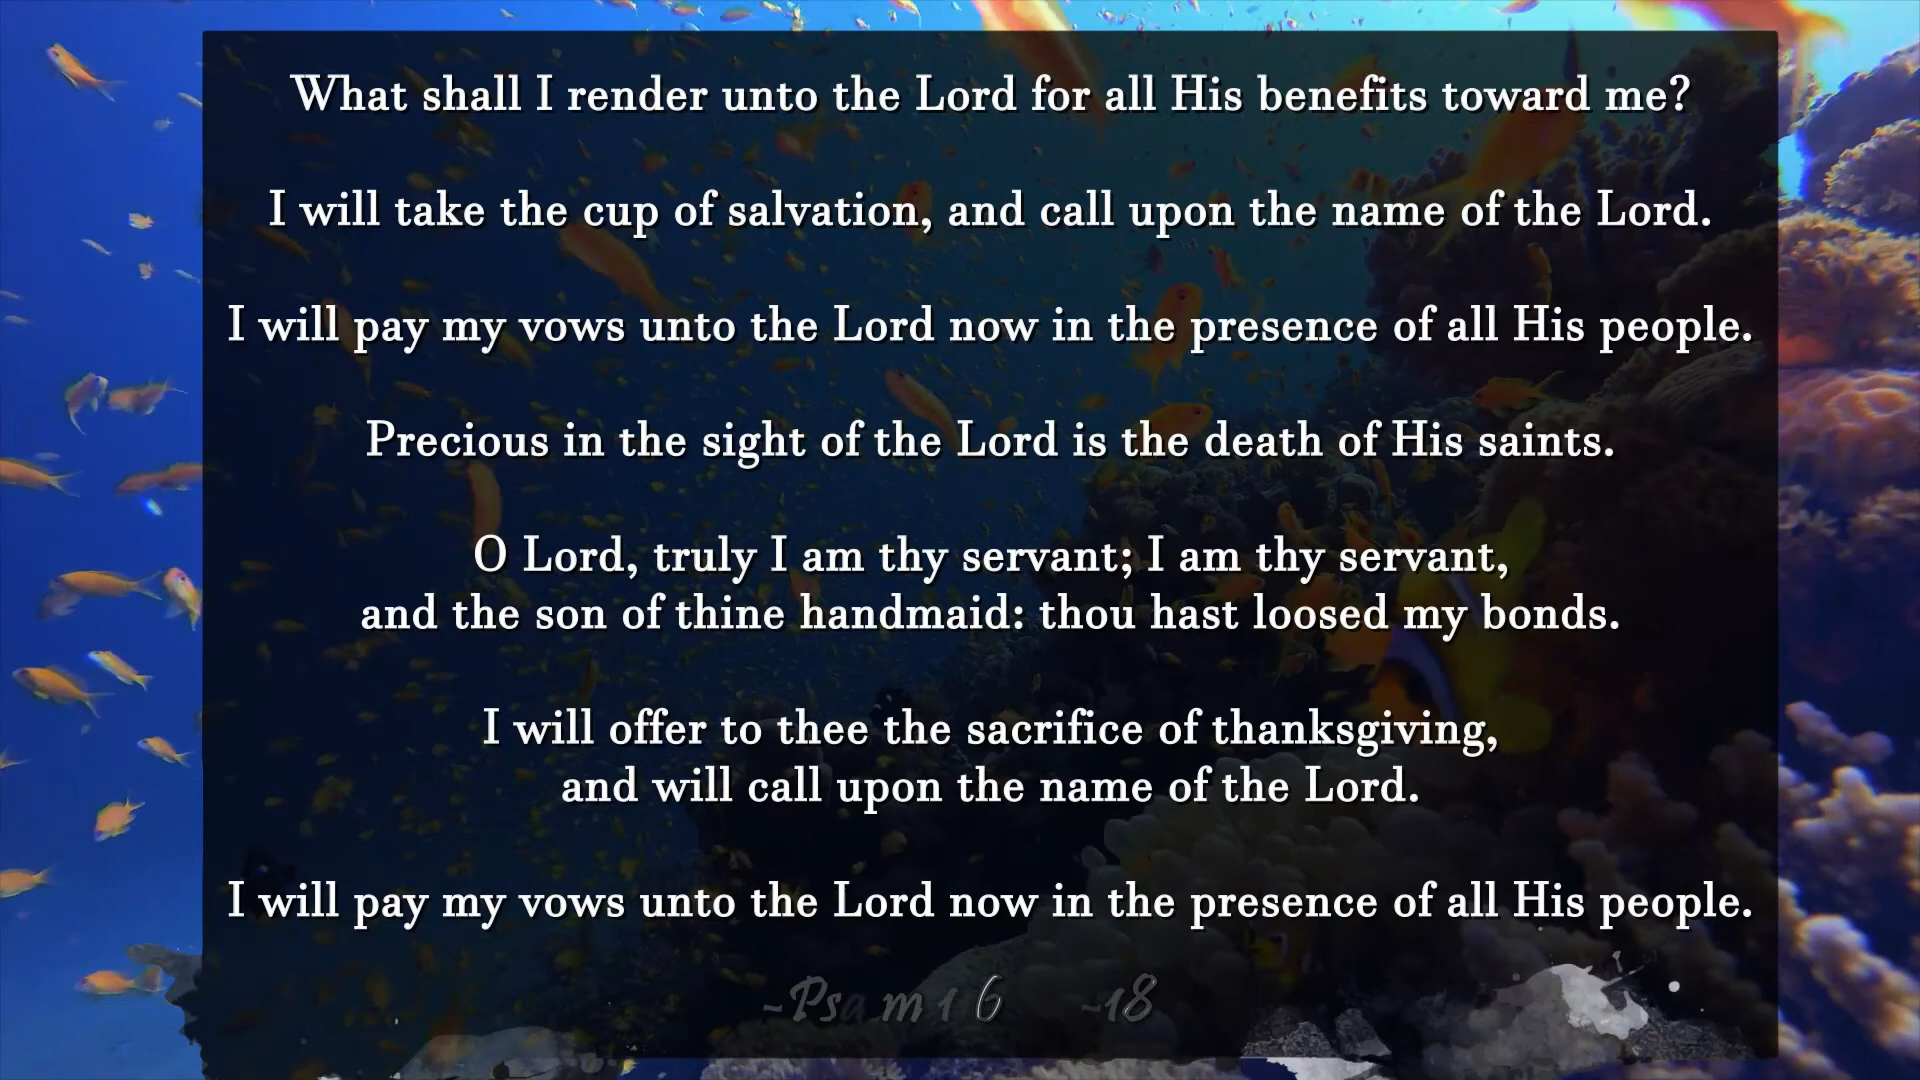 What shall I render unto the Lord for all His benefits toward me?
I will take the cup of salvation, and call upon the name of the Lord.
I will pay my vows unto the Lord now in the presence of all His people.
Precious in the sight of the Lord is the death of His saints.
O Lord, truly I am thy servant; I am thy servant,
and the son of thine handmaid: thou hast loosed my bonds.
I will offer to thee the sacrifice of thanksgiving,
and will call upon the name of the Lord.
I will pay my vows unto the Lord now in the presence of all His people.